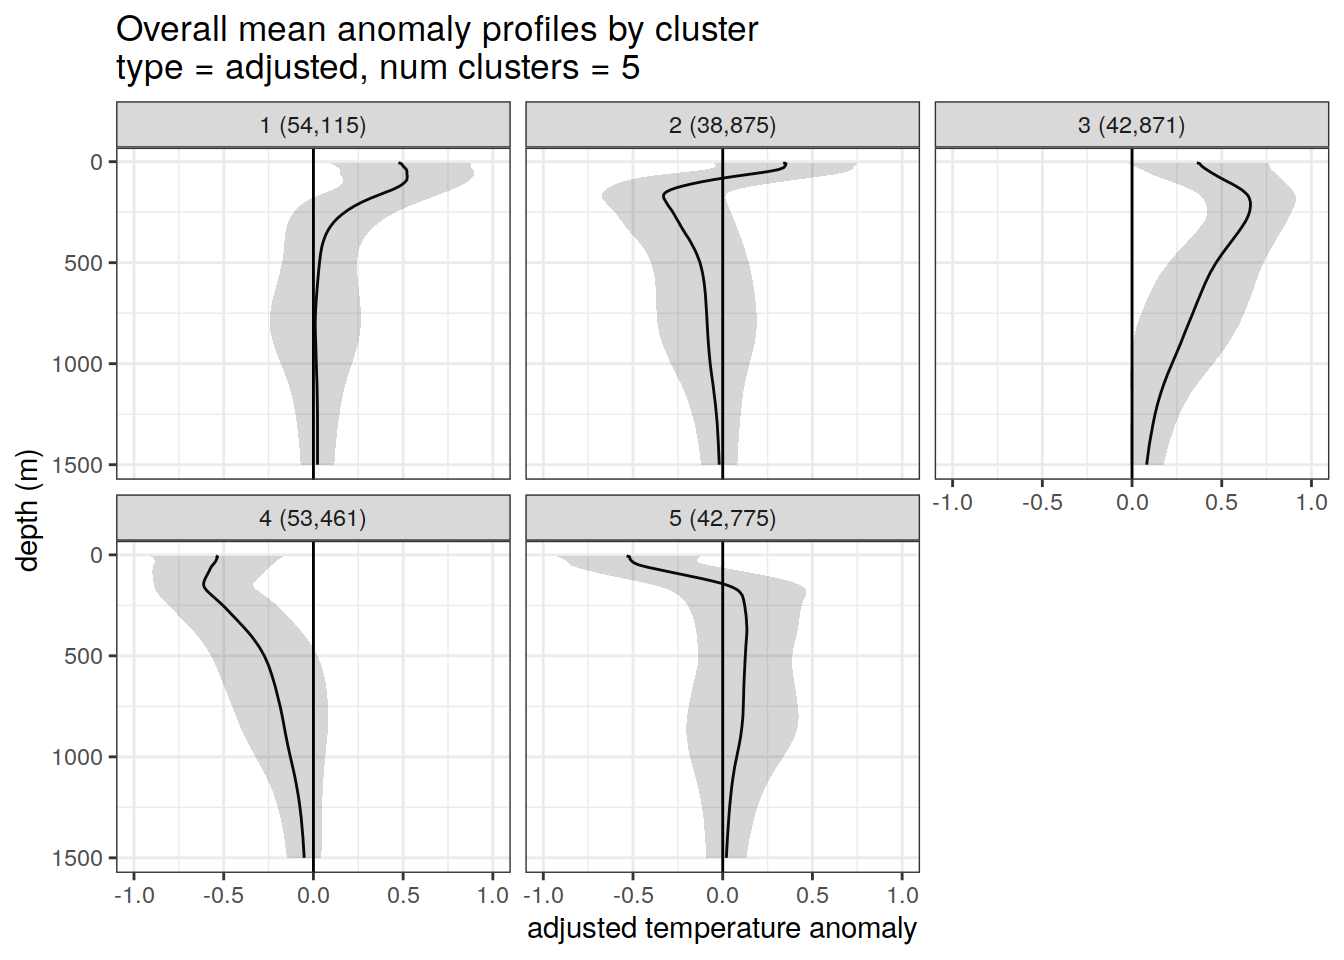 Overall mean anomaly profiles by cluster
type = adjusted, num clusters = 5
1 (54,115)
2 (38,875)
3 (42,871)
0
500
1000
1500
-1.0 -0.5 0.0 0.5 1.0
4 (53,461)
5 (42,775)
0
500
1000
1500
-1.0 -0.5 0.0 0.5 1.0
-1.0 -0.5 0.0 0.5 1.0
depth (m)
adjusted temperature anomaly